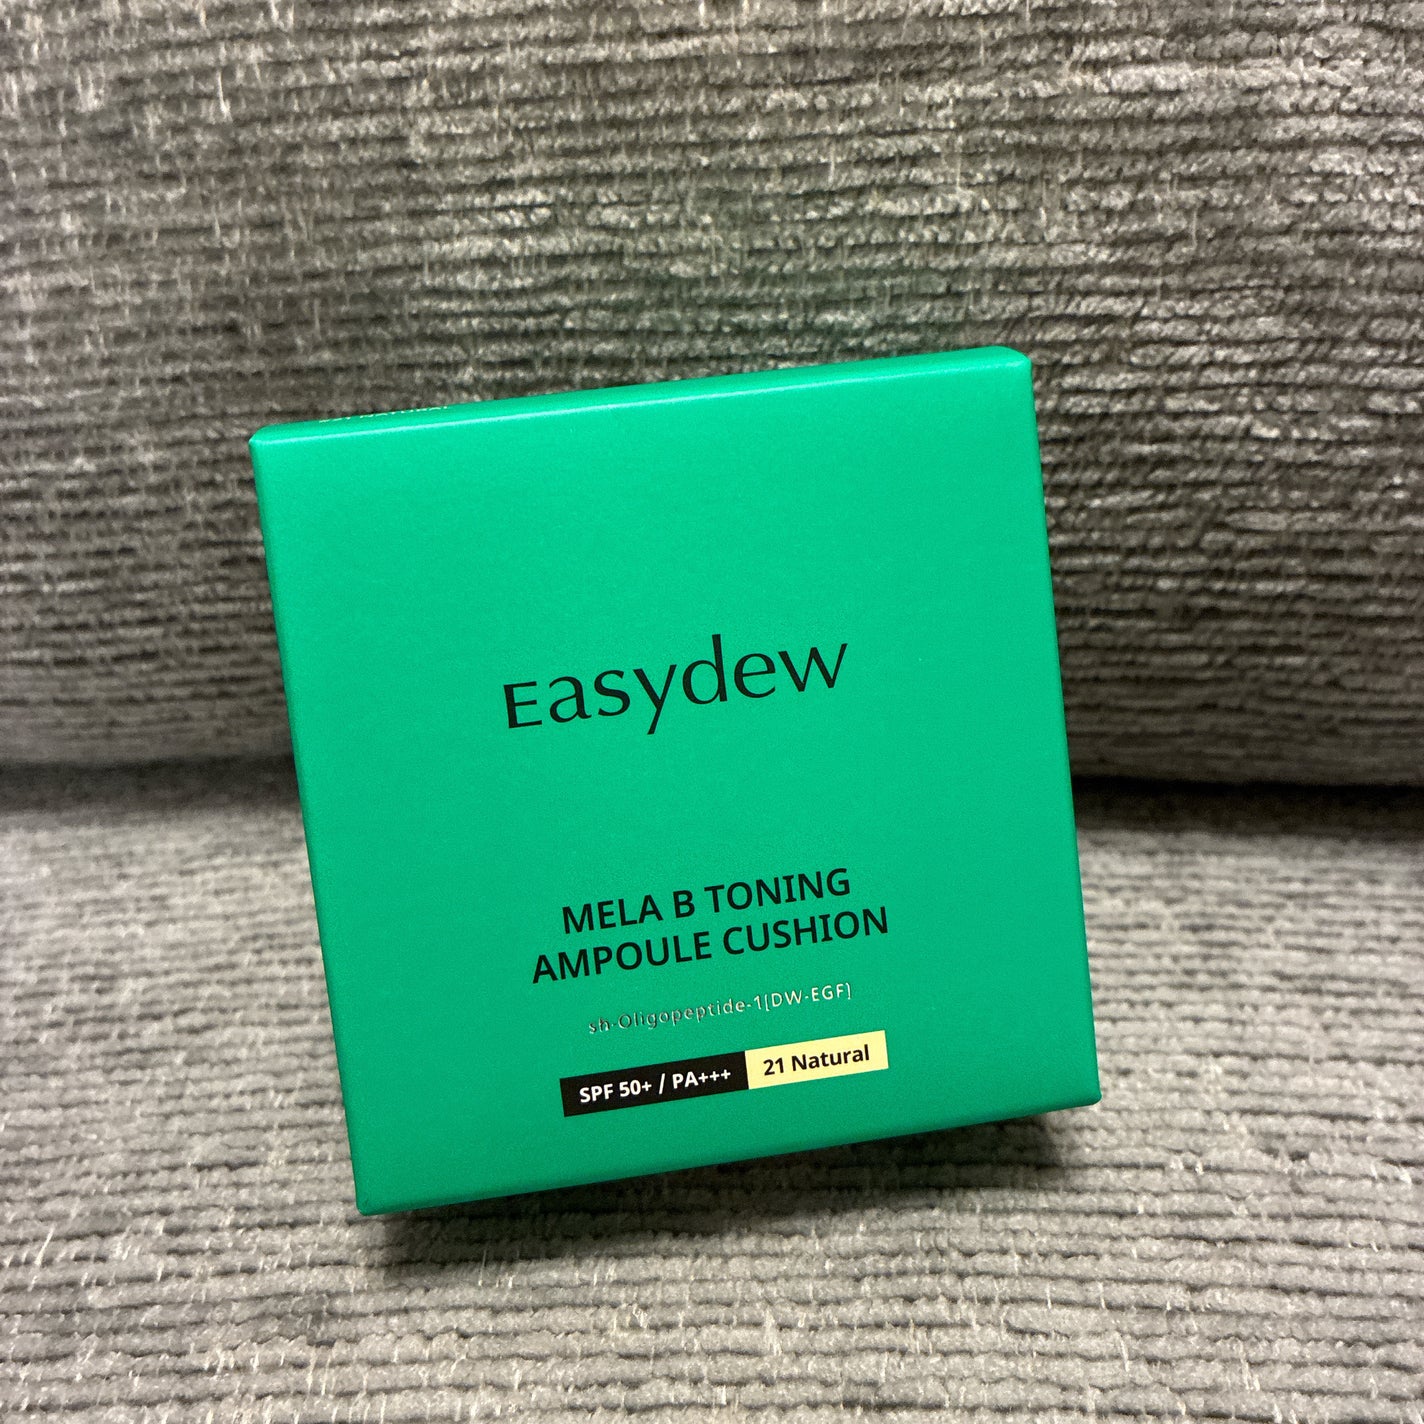 Easydew
MELA B TONING
AMPOULE CUSHION
sh-Oligopeptide-1[DW-EGF]
SPF 50+ / PA+++ 21 Natural